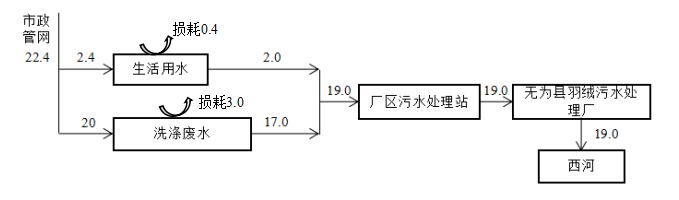 市政
管网
22.4
损耗0.4
2.4
生活用水
2.0
损耗3.0
20
洗涤废水
17.0
19.0
厂区污水处理站
19.0
无为县羽绒污水处
理厂
19.0
西河